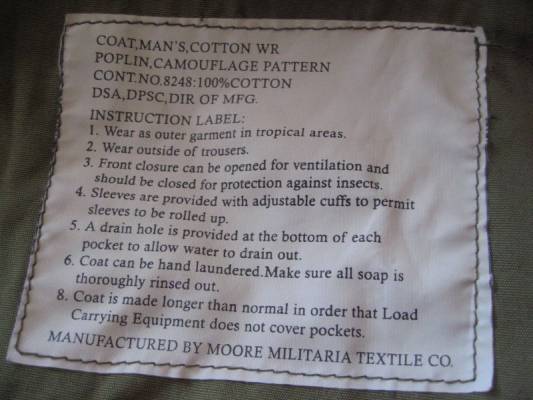 COAT,MAN'S,COTTON WR
POPLIN,CAMOUFLAGE PATTERN
CONT.NO.8248:100%COTTON
DSA,DPSC,DIR OF MFG.
INSTRUCTION LABEL:
1. Wear as outer garment in tropical areas.
2. Wear outside of trousers.
3. Front closure can be opened for ventilation and
should be closed for protection against insects.
4. Sleeves are provided with adjustable cuffs to permit
sleeves to be rolled up.
5. A drain hole is provided at the bottom of each
pocket to allow water to drain out.
6. Coat can be hand laundered.Make sure all soap is
thoroughly rinsed out.
8. Coat is made longer than normal in order that Load
Carrying Equipment does not cover pockets.
MANUFACTURED BY MOORE MILITARIA TEXTILE CO.